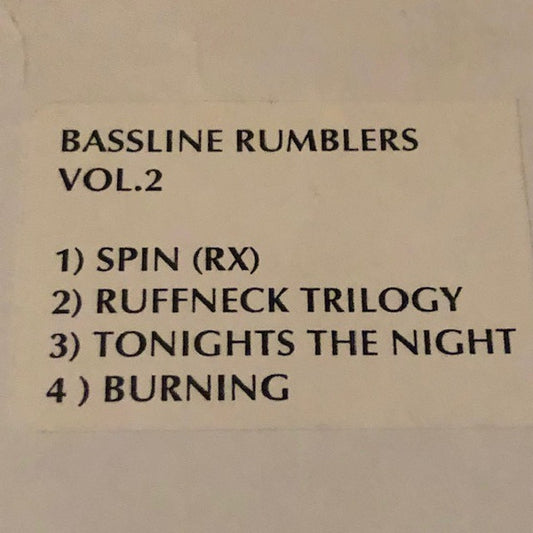 BASSLINE RUMBLERS
VOL.2
1) SPIN (RX)
2) RUFFNECK TRILOGY
3) TONIGHTS THE NIGHT
4 ) BURNING